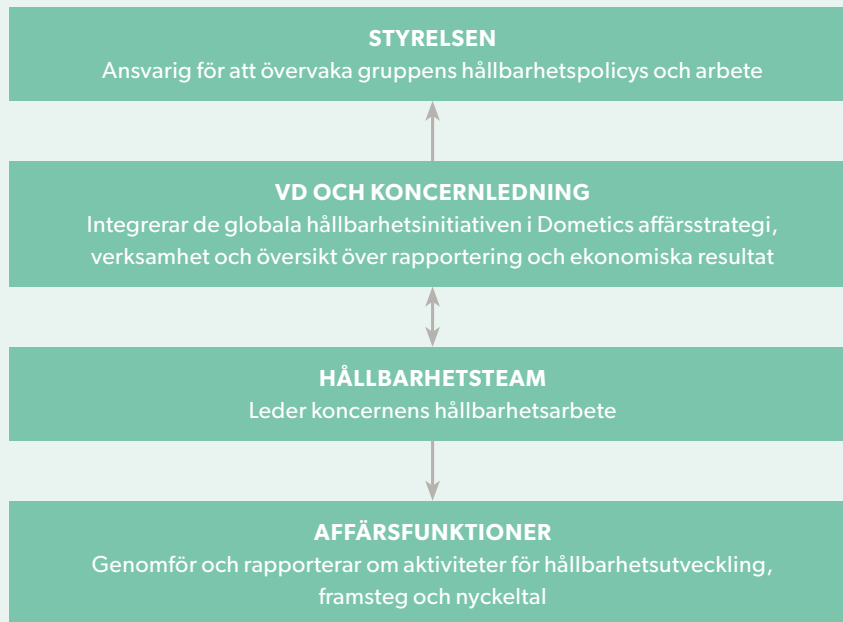 STYRELSEN
Ansvarig för att övervaka gruppens hållbarhetspolicys och arbete
VD OCH KONCERNLEDNING
Integrerar de globala hållbarhetsinitiativen i Dometics affärsstrategi,
verksamhet och översikt över rapportering och ekonomiska resultat
HÅLLBARHETSTEAM
Leder koncernens hållbarhetsarbete
AFFÄRSFUNKTIONER
Genomför och rapporterar om aktiviteter för hållbarhetsutveckling,
framsteg och nyckeltal